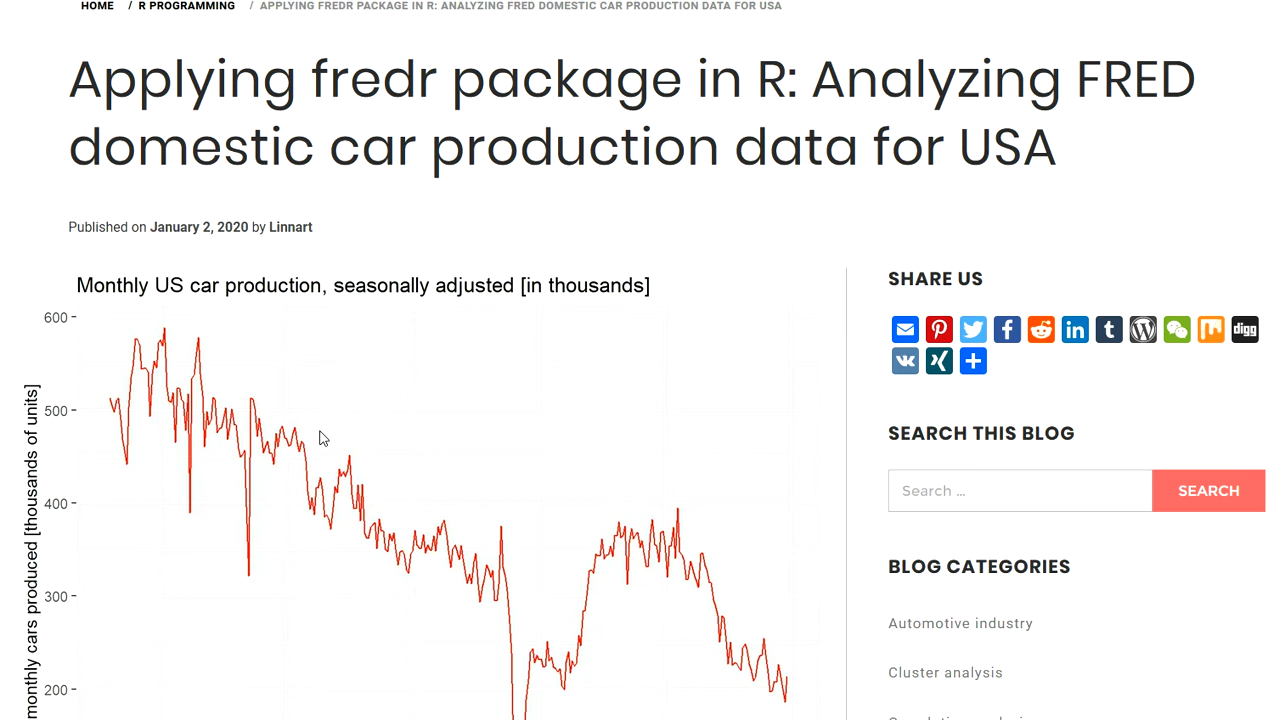 HOME / R PROGRAMMING / APPLYING FREDR PACKAGE IN R: ANALYZING FRED DOMESTIC CAR PRODUCTION DATA FOR USA
Applying fredr package in R: Analyzing FRED
domestic car production data for USA
Published on January 2, 2020 by Linnart
Monthly US car production, seasonally adjusted [in thousands]
600
500
400
300
200
monthly cars produced [thousands of units]
SHARE US
digg
SEARCH THIS BLOG
Search …
SEARCH
BLOG CATEGORIES
Automotive industry
Cluster analysis